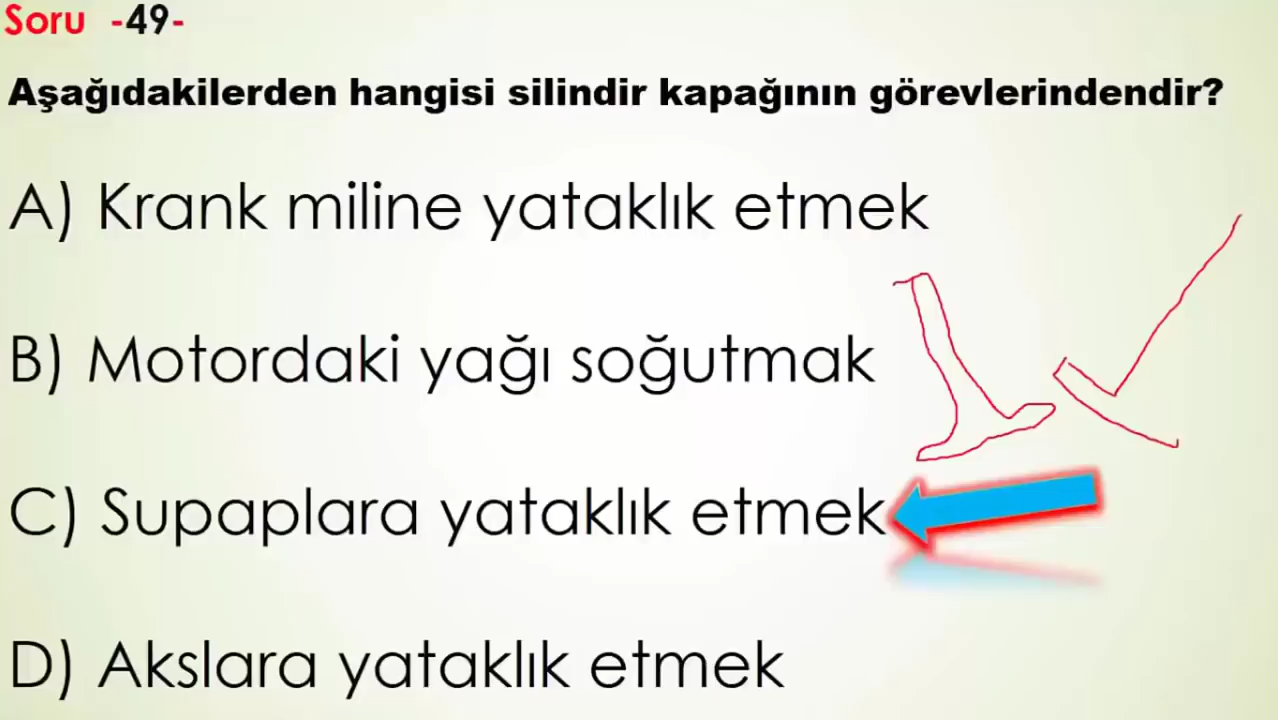 Soru -49-
Aşağıdakilerden hangisi silindir kapağının görevlerindendir?
A) Krank miline yataklık etmek
B) Motordaki yağı soğutmak
C) Supaplara yataklık etmek
D) Akslara yataklık etmek